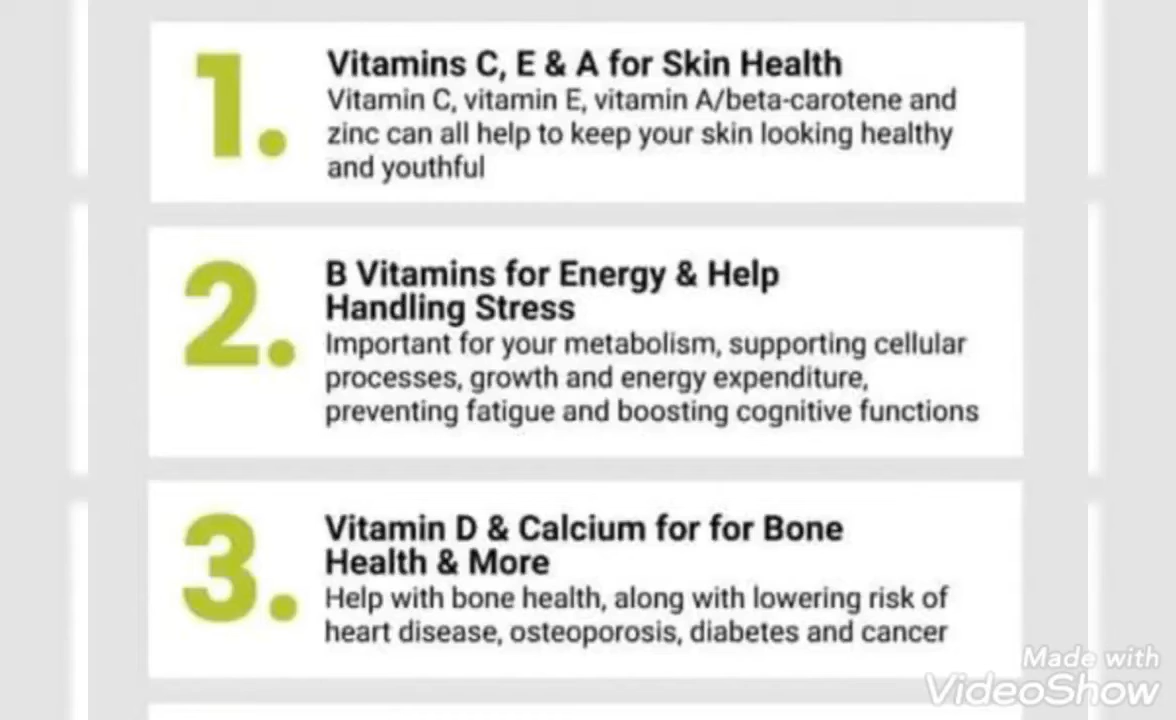 1.
Vitamins C, E & A for Skin Health
Vitamin C, vitamin E, vitamin A/beta-carotene and
zinc can all help to keep your skin looking healthy
and youthful
2.
B Vitamins for Energy & Help
Handling Stress
Important for your metabolism, supporting cellular
processes, growth and energy expenditure,
preventing fatigue and boosting cognitive functions
3.
Vitamin D & Calcium for for Bone
Health & More
Help with bone health, along with lowering risk of
heart disease, osteoporosis, diabetes and cancer
Made with
VideoShow